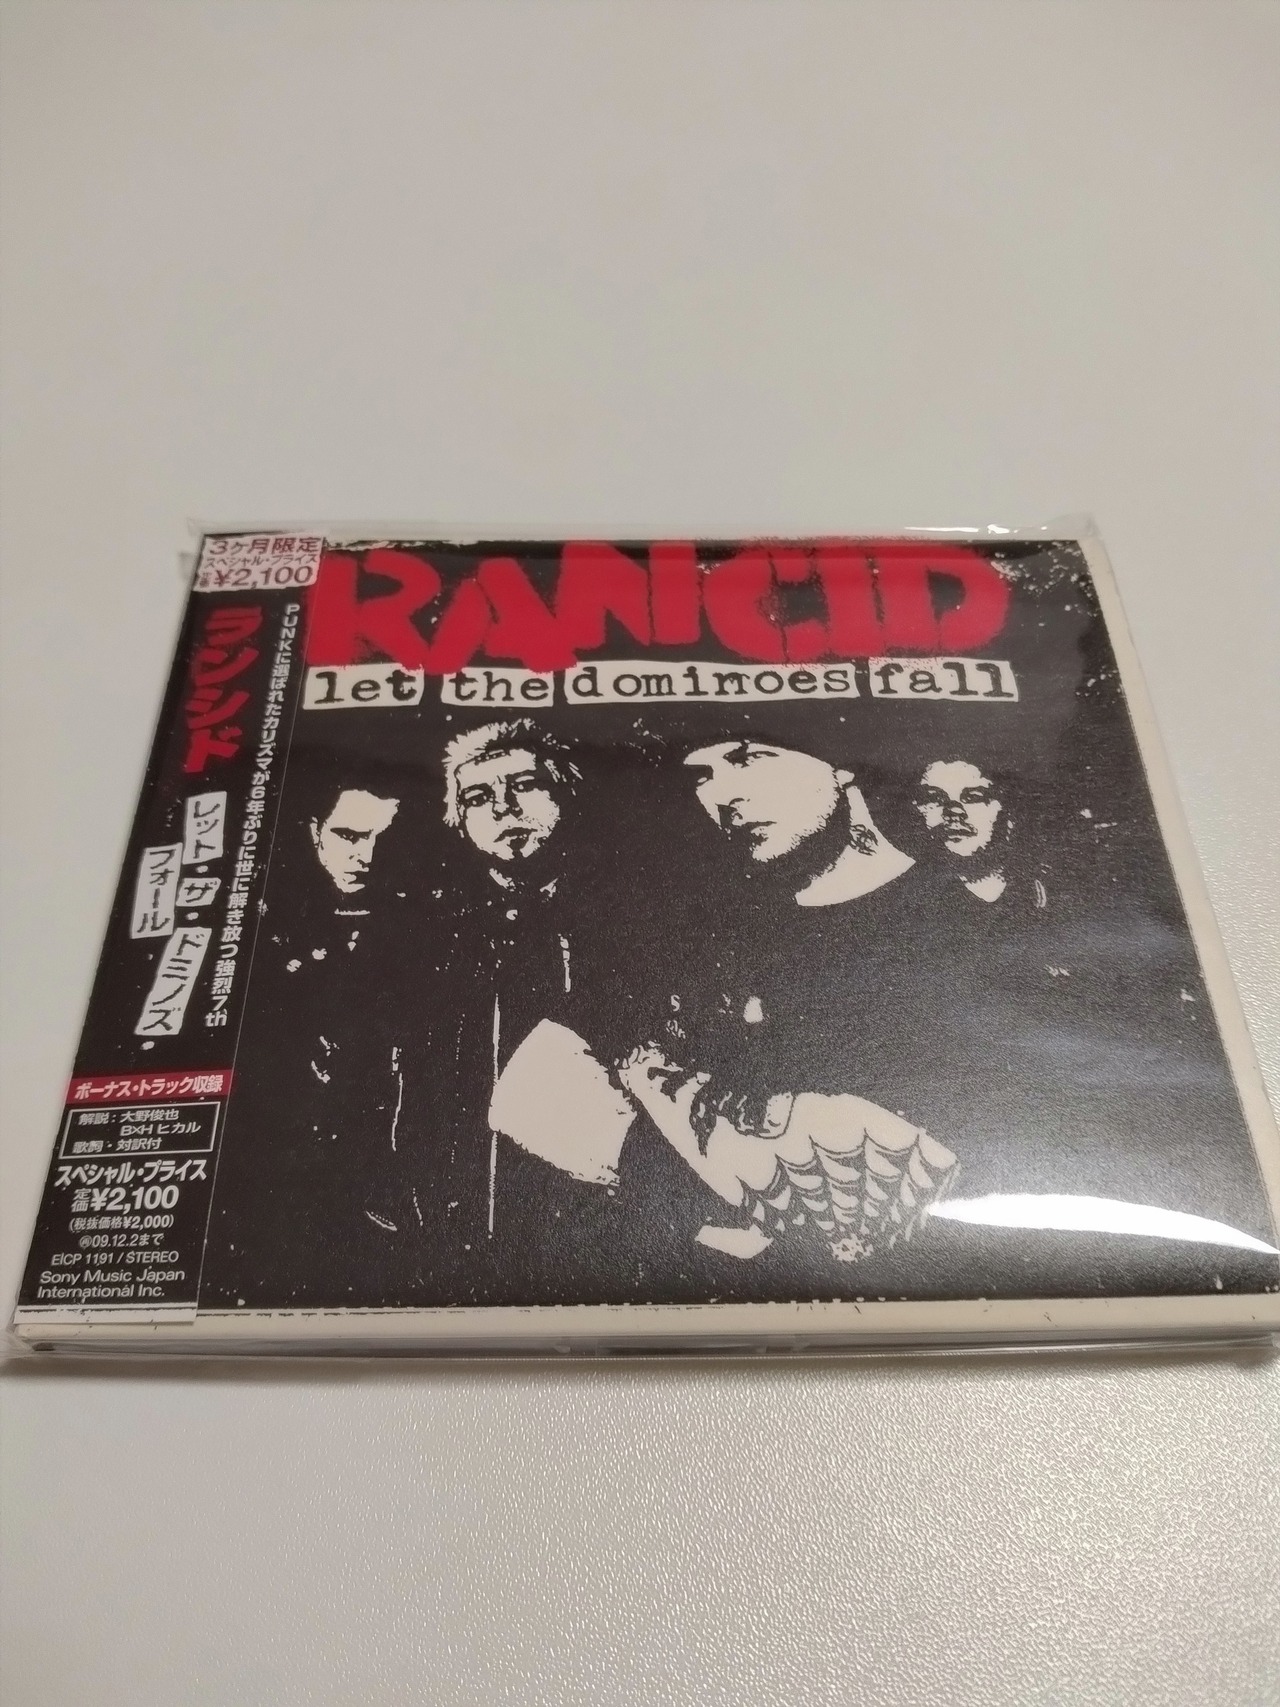 3ヶ月限定
スペシャル・プライス
定価¥2,100
PUNKに選ばれたカリズマが6年ぶりに世に解き放つ強烈7th
ランシド
レット・ザ・ドミノズ・
フォール
ボーナス・トラック収録
解説：大野俊也
B×H ヒカル
歌詞・対訳付
スペシャル・プライス
定価¥2,100
(税抜価格¥2,000)
09.12.2まで
EICP 1191 / STEREO
Sony Music Japan
International Inc.
RANCID
let the dominoes fall